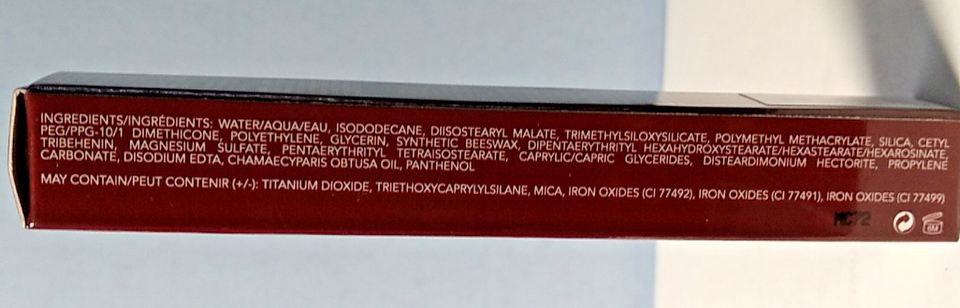 INGREDIENTS/INGRÉDIENTS: WATER/AQUA/EAU, ISODODECANE, DIISOSTEARYL MALATE, TRIMETHYLSILOXYSILICATE, POLYMETHYL METHACRYLATE, SILICA, CETYL
PEG/PPG-10/1 DIMETHICONE, POLYETHYLENE, GLYCERIN, SYNTHETIC BEESWAX, DIPENTAERYTHRITYL HEXAHYDROXYSTEARATE/HEXASTEARATE/HEXAROSINATE,
TRIBEHENIN, MAGNESIUM SULFATE, PENTAERYTHRITYL TETRAISOSTEARATE, CAPRYLIC/CAPRIC GLYCERIDES, DISTEARDIMONIUM HECTORITE, PROPYLENE
CARBONATE, DISODIUM EDTA, CHAMAECYPARIS OBTUSA OIL, PANTHENOL
MAY CONTAIN/PEUT CONTENIR (+/-): TITANIUM DIOXIDE, TRIETHOXYCAPRYLYLSILANE, MICA, IRON OXIDES (CI 77492), IRON OXIDES (CI 77491), IRON OXIDES (CI 77499)
6M